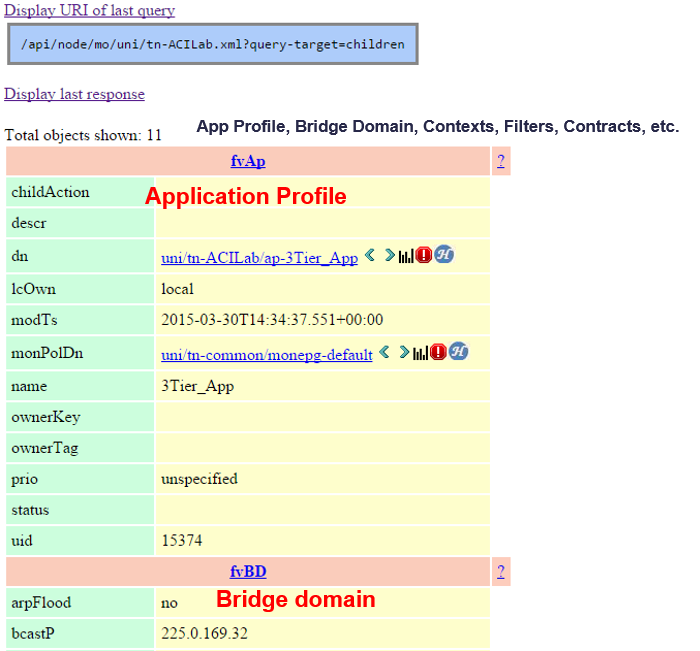 Display URI of last query
/api/node/mo/uni/tn-ACILab.xml?query-target=children
Display last response
Total objects shown: 11
App Profile, Bridge Domain, Contexts, Filters, Contracts, etc.
fvAp ?
childAction
Application Profile
descr
dn uni/tn-ACILab/ap-3Tier_App
lcOwn local
modTs 2015-03-30T14:34:37.551+00:00
monPolDn uni/tn-common/monepg-default
name 3Tier_App
ownerKey
ownerTag
prio unspecified
status
uid 15374
fvBD ?
arpFlood no
Bridge domain
bcastP 225.0.169.32